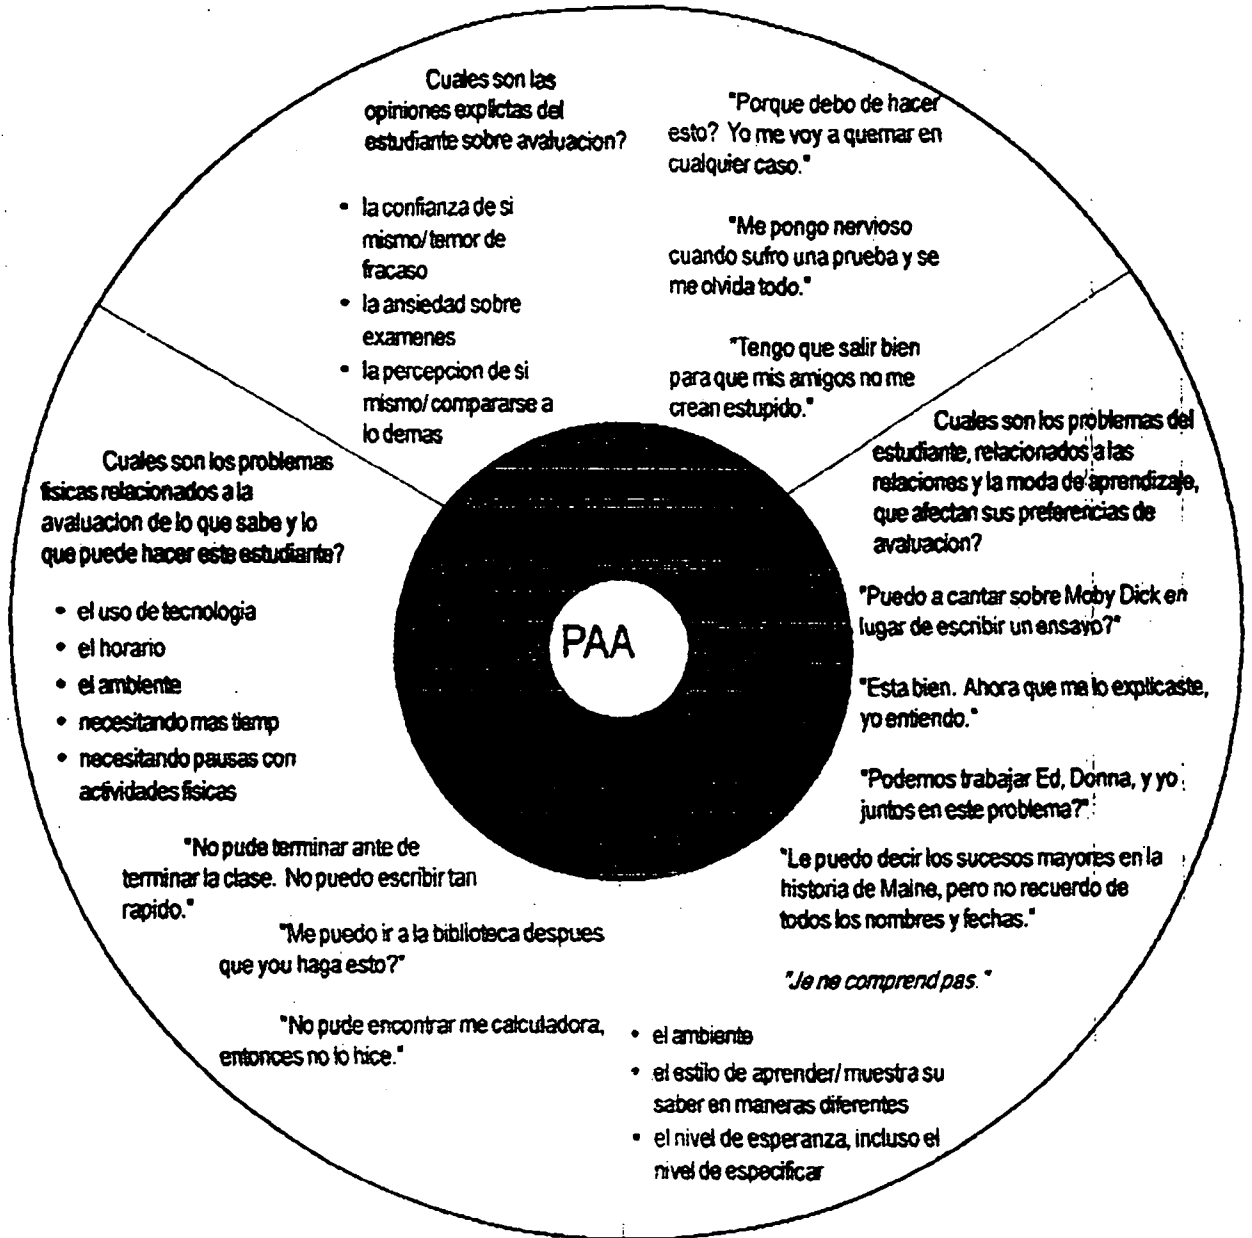 Cuales son las
opiniones explictas del
estudiante sobre avaluacion?
• la confianza de si
mismo/ temor de
fracaso
• la ansiedad sobre
examenes
• la percepcion de si
mismo/ compararse a
lo demas
"Porque debo de hacer
esto? Yo me voy a quemar en
cualquier caso."
"Me pongo nervioso
cuando sufro una prueba y se
me olvida todo."
"Tengo que salir bien
para que mis amigos no me
crean estupido."
Cuales son los problemas
fisicas relacionados a la
avaluacion de lo que sabe y lo
que puede hacer este estudiante?
• el uso de tecnologia
• el horario
• el ambiente
• necesitando mas tiemp
• necesitando pausas con
actividades fisicas
"No pude terminar ante de
terminar la clase. No puedo escribir tan
rapido."
"Me puedo ir a la biblioteca despues
que you haga esto?"
"No pude encontrar me calculadora,
entonces no lo hice."
PAA
Cuales son los problemas del
estudiante, relacionados a las
relaciones y la moda de aprendizaje,
que afectan sus preferencias de
avaluacion?
"Puedo a cantar sobre Moby Dick en
lugar de escribir un ensayo?"
"Esta bien. Ahora que me lo explicaste,
yo entiendo."
"Podemos trabajar Ed, Donna, y yo
juntos en este problema?"
"Le puedo decir los sucesos mayores en la
historia de Maine, pero no recuerdo de
todos los nombres y fechas."
"Je ne comprend pas."
• el ambiente
• el estilo de aprender/ muestra su
saber en maneras diferentes
• el nivel de esperanza, incluso el
nivel de especificar